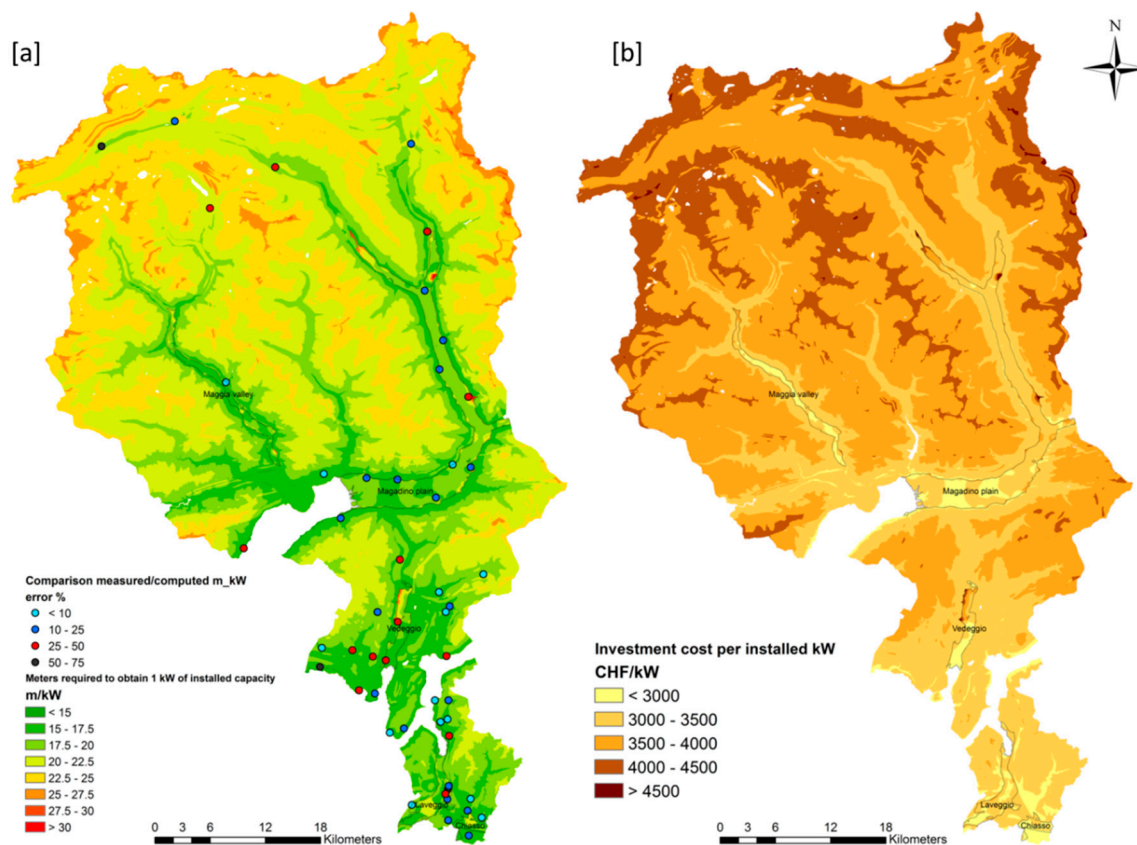 [a]
Maggia valley
Magadino plain
Vedeggio
Laveggio
Chiasso
Comparison measured/computed m_kW
error %
< 10
10 - 25
25 - 50
50 - 75
Meters required to obtain 1 kW of installed capacity
m/kW
< 15
15 - 17.5
17.5 - 20
20 - 22.5
22.5 - 25
25 - 27.5
27.5 - 30
> 30
0 3 6 12 18
Kilometers
[b]
N
Maggia valley
Magadino plain
Vedeggio
Laveggio
Chiasso
Investment cost per installed kW
CHF/kW
< 3000
3000 - 3500
3500 - 4000
4000 - 4500
> 4500
0 3 6 12 18
Kilometers